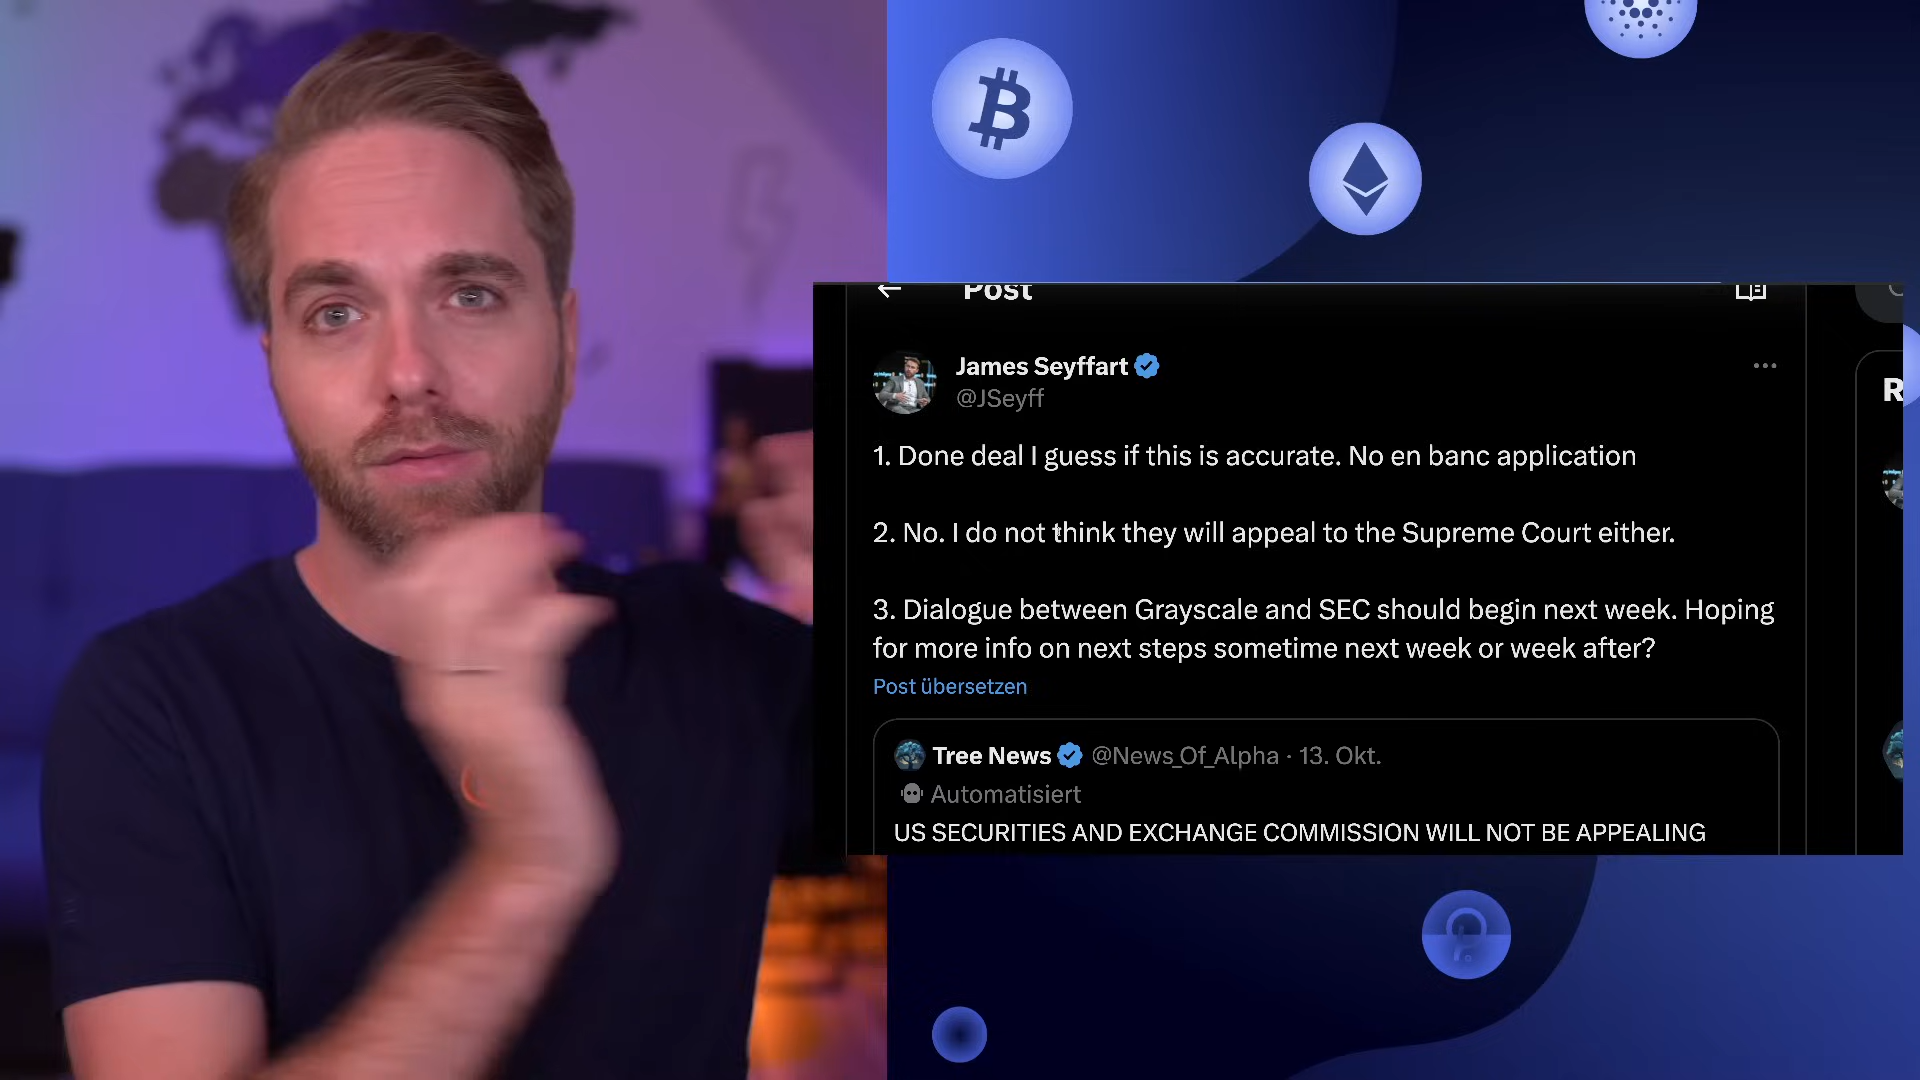 Post
James Seyffart
@JSeyff
1. Done deal I guess if this is accurate. No en banc application
2. No. I do not think they will appeal to the Supreme Court either.
3. Dialogue between Grayscale and SEC should begin next week. Hoping
for more info on next steps sometime next week or week after?
Post übersetzen
Tree News @News_Of_Alpha · 13. Okt.
Automatisiert
US SECURITIES AND EXCHANGE COMMISSION WILL NOT BE APPEALING
R